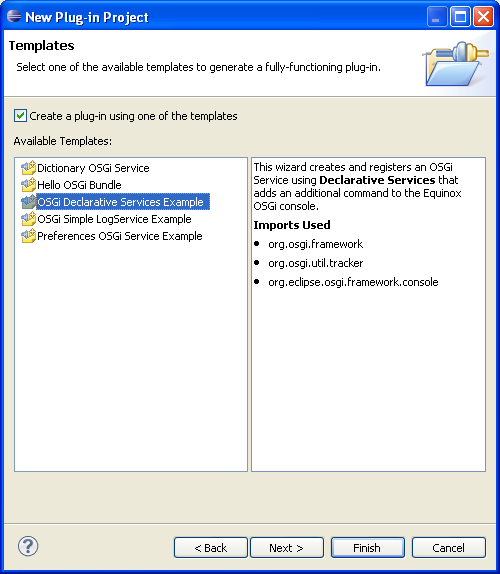 New Plug-in Project
Templates
Select one of the available templates to generate a fully-functioning plug-in.
Create a plug-in using one of the templates
Available Templates:
Dictionary OSGi Service
Hello OSGi Bundle
OSGi Declarative Services Example
OSGi Simple LogService Example
Preferences OSGi Service Example
This wizard creates and registers an OSGi
Service using Declarative Services that
adds an additional command to the Equinox
OSGi console.
Imports Used
org.osgi.framework
org.osgi.util.tracker
org.eclipse.osgi.framework.console
?
< Back
Next >
Finish
Cancel